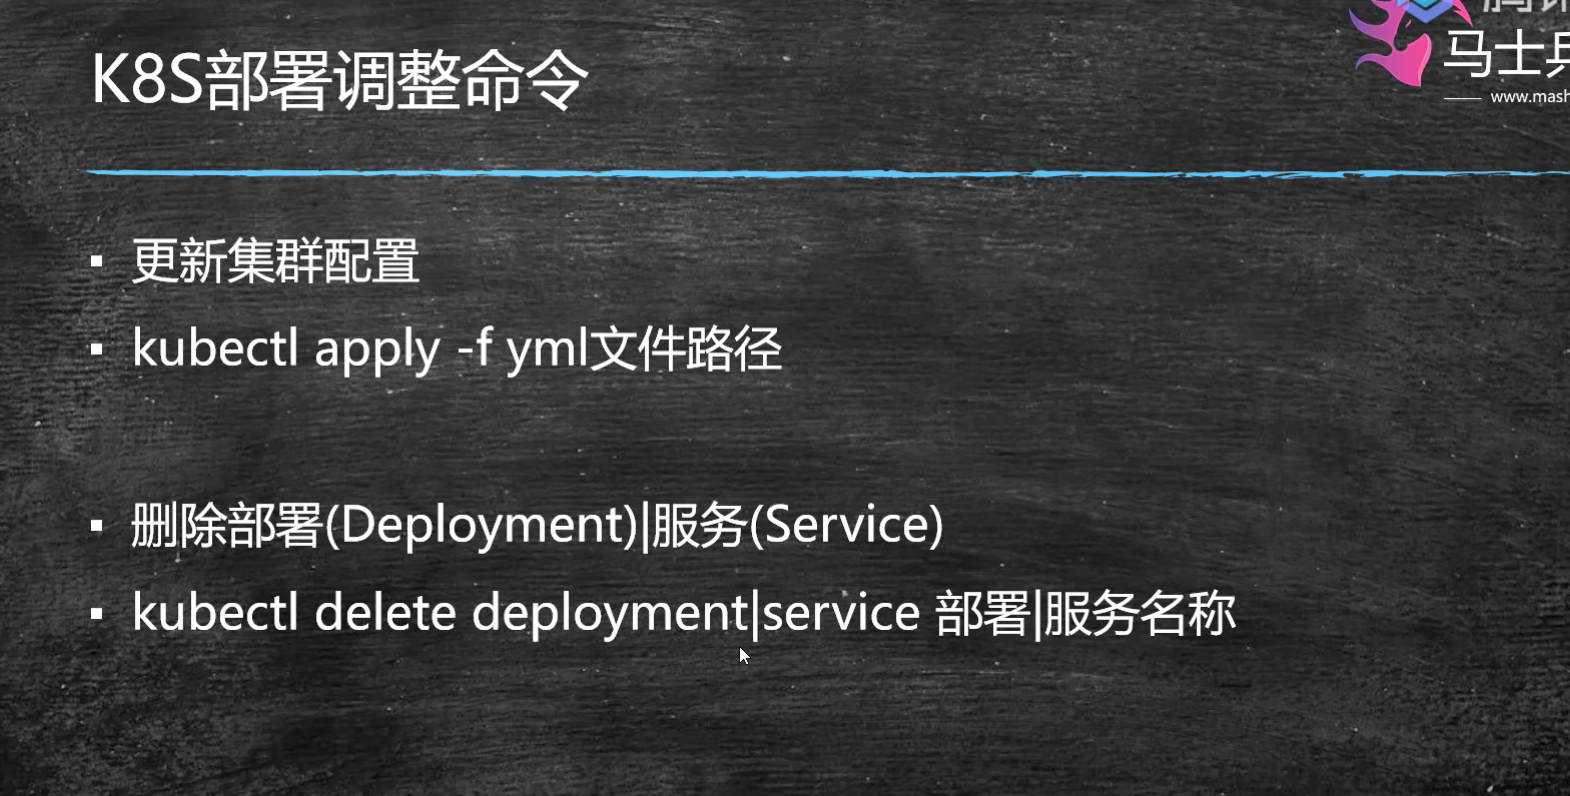 K8S部署调整命令
马士兵
www.mash
更新集群配置
kubectl apply -f yml文件路径
删除部署(Deployment)|服务(Service)
kubectl delete deployment|service 部署|服务名称